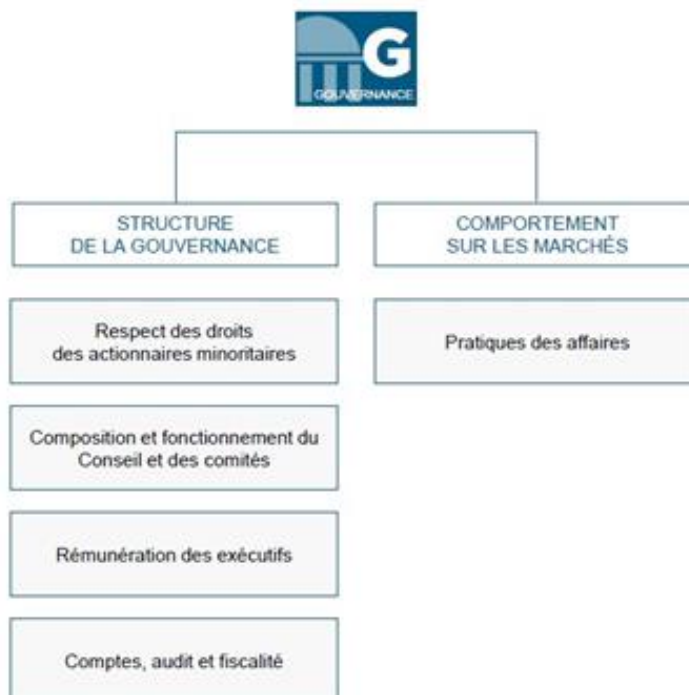 G
GOUVERNANCE
STRUCTURE
DE LA GOUVERNANCE
COMPORTEMENT
SUR LES MARCHÉS
Respect des droits
des actionnaires minoritaires
Pratiques des affaires
Composition et fonctionnement du
Conseil et des comités
Rémunération des exécutifs
Comptes, audit et fiscalité